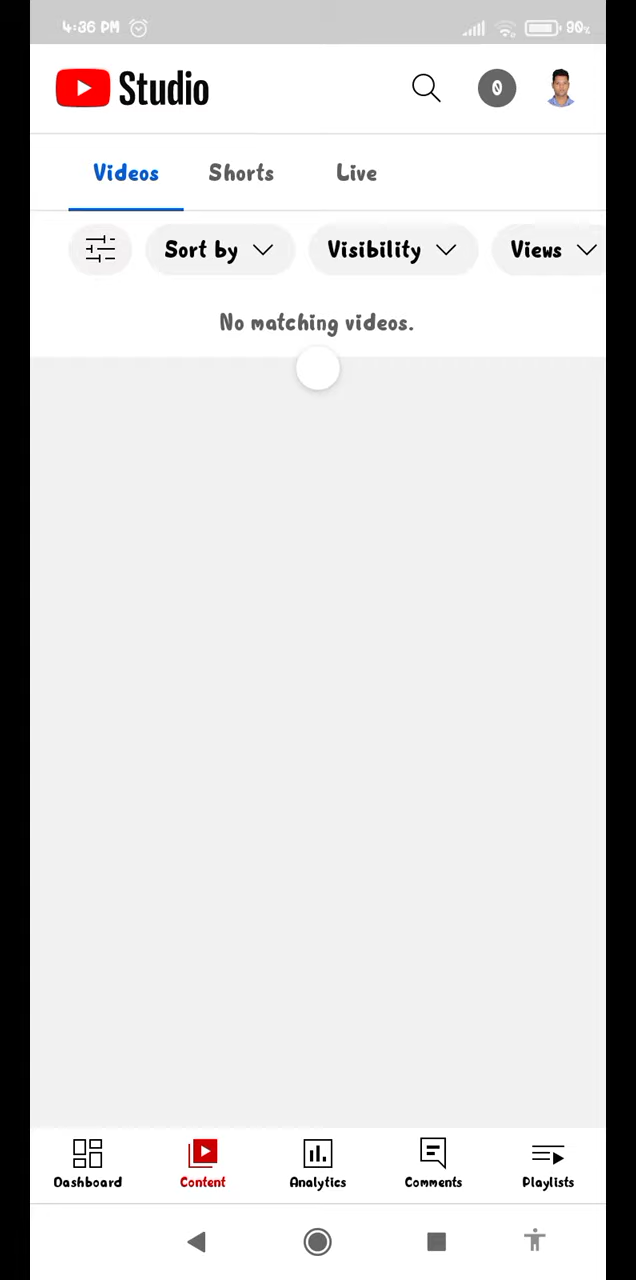 4:36 PM 90%
Studio 0
Videos Shorts Live
Sort by Visibility Views
No matching videos.
Dashboard Content Analytics Comments Playlists